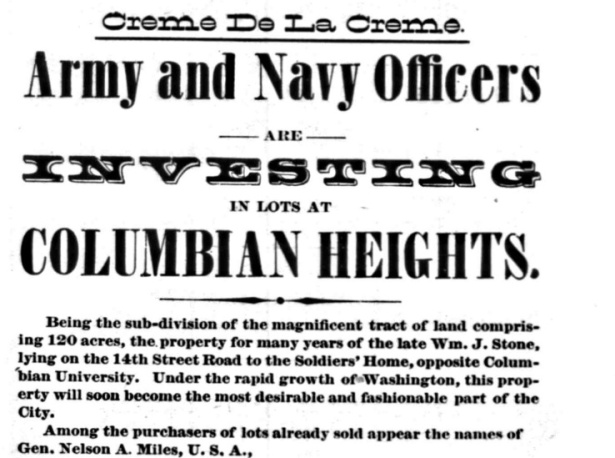 Creme De La Creme.
Army and Navy Officers
ARE
INVESTING
IN LOTS AT
COLUMBIAN HEIGHTS.
Being the sub-division of the magnificent tract of land compris-
ing 120 acres, the property for many years of the late Wm. J. Stone,
lying on the 14th Street Road to the Soldiers' Home, opposite Colum-
bian University. Under the rapid growth of Washington, this prop-
erty will soon become the most desirable and fashionable part of the
City.
Among the purchasers of lots already sold appear the names of
Gen. Nelson A. Miles, U. S. A.,